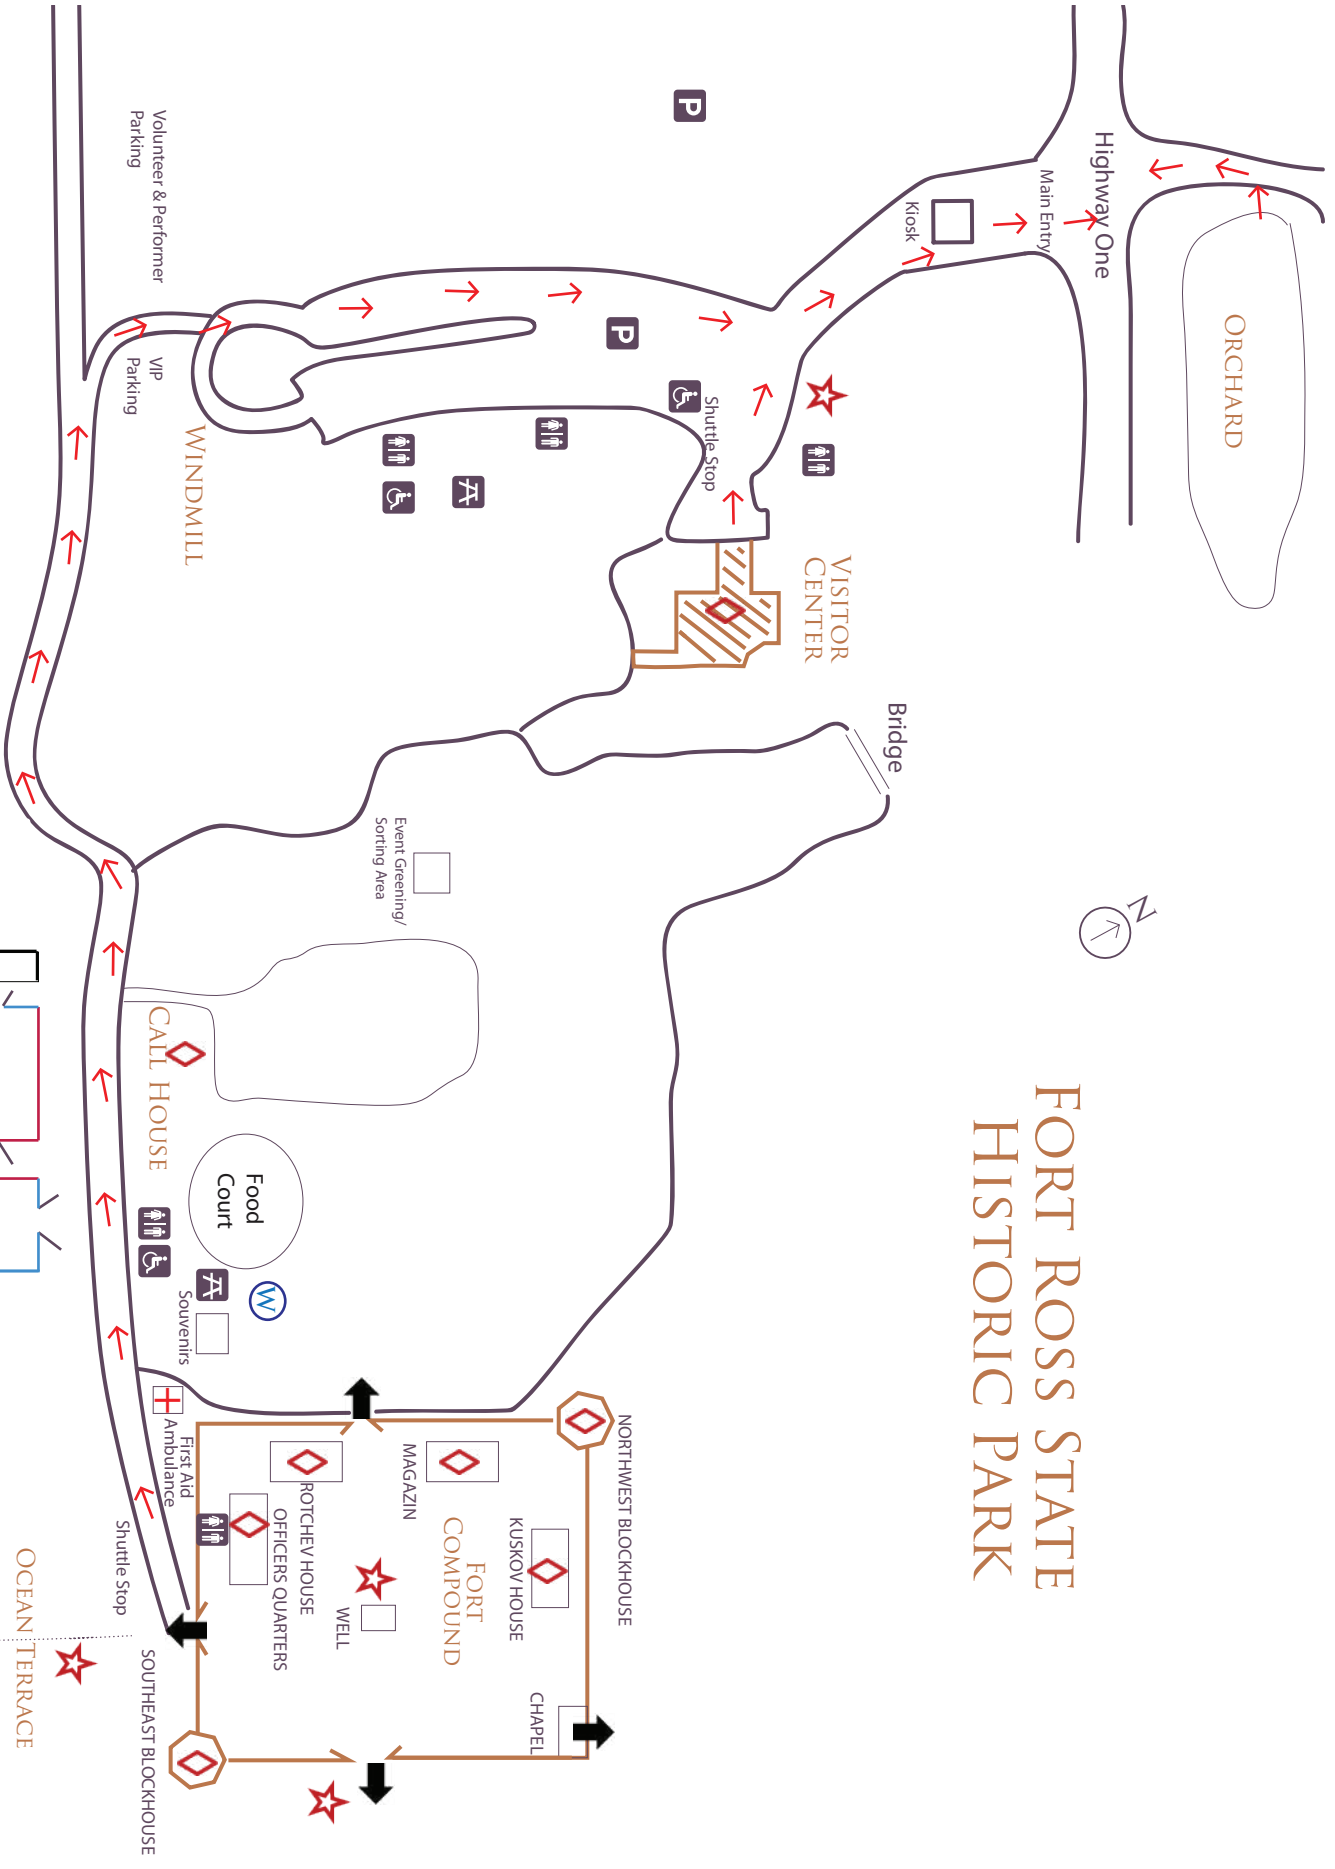 FORT ROSS STATE
HISTORIC PARK
N
ORCHARD
Highway One
Main Entry
Kiosk
P
P
Shuttle Stop
VISITOR
CENTER
Bridge
Volunteer & Performer
Parking
VIP
Parking
WINDMILL
Event Greening/
Sorting Area
CALL HOUSE
Food
Court
W
Souvenirs
First Aid
Ambulance
Shuttle Stop
OCEAN TERRACE
NORTHWEST BLOCKHOUSE
KUSKOV HOUSE
MAGAZIN
FORT
COMPOUND
ROTCHEV HOUSE
OFFICERS QUARTERS
WELL
CHAPEL
SOUTHEAST BLOCKHOUSE